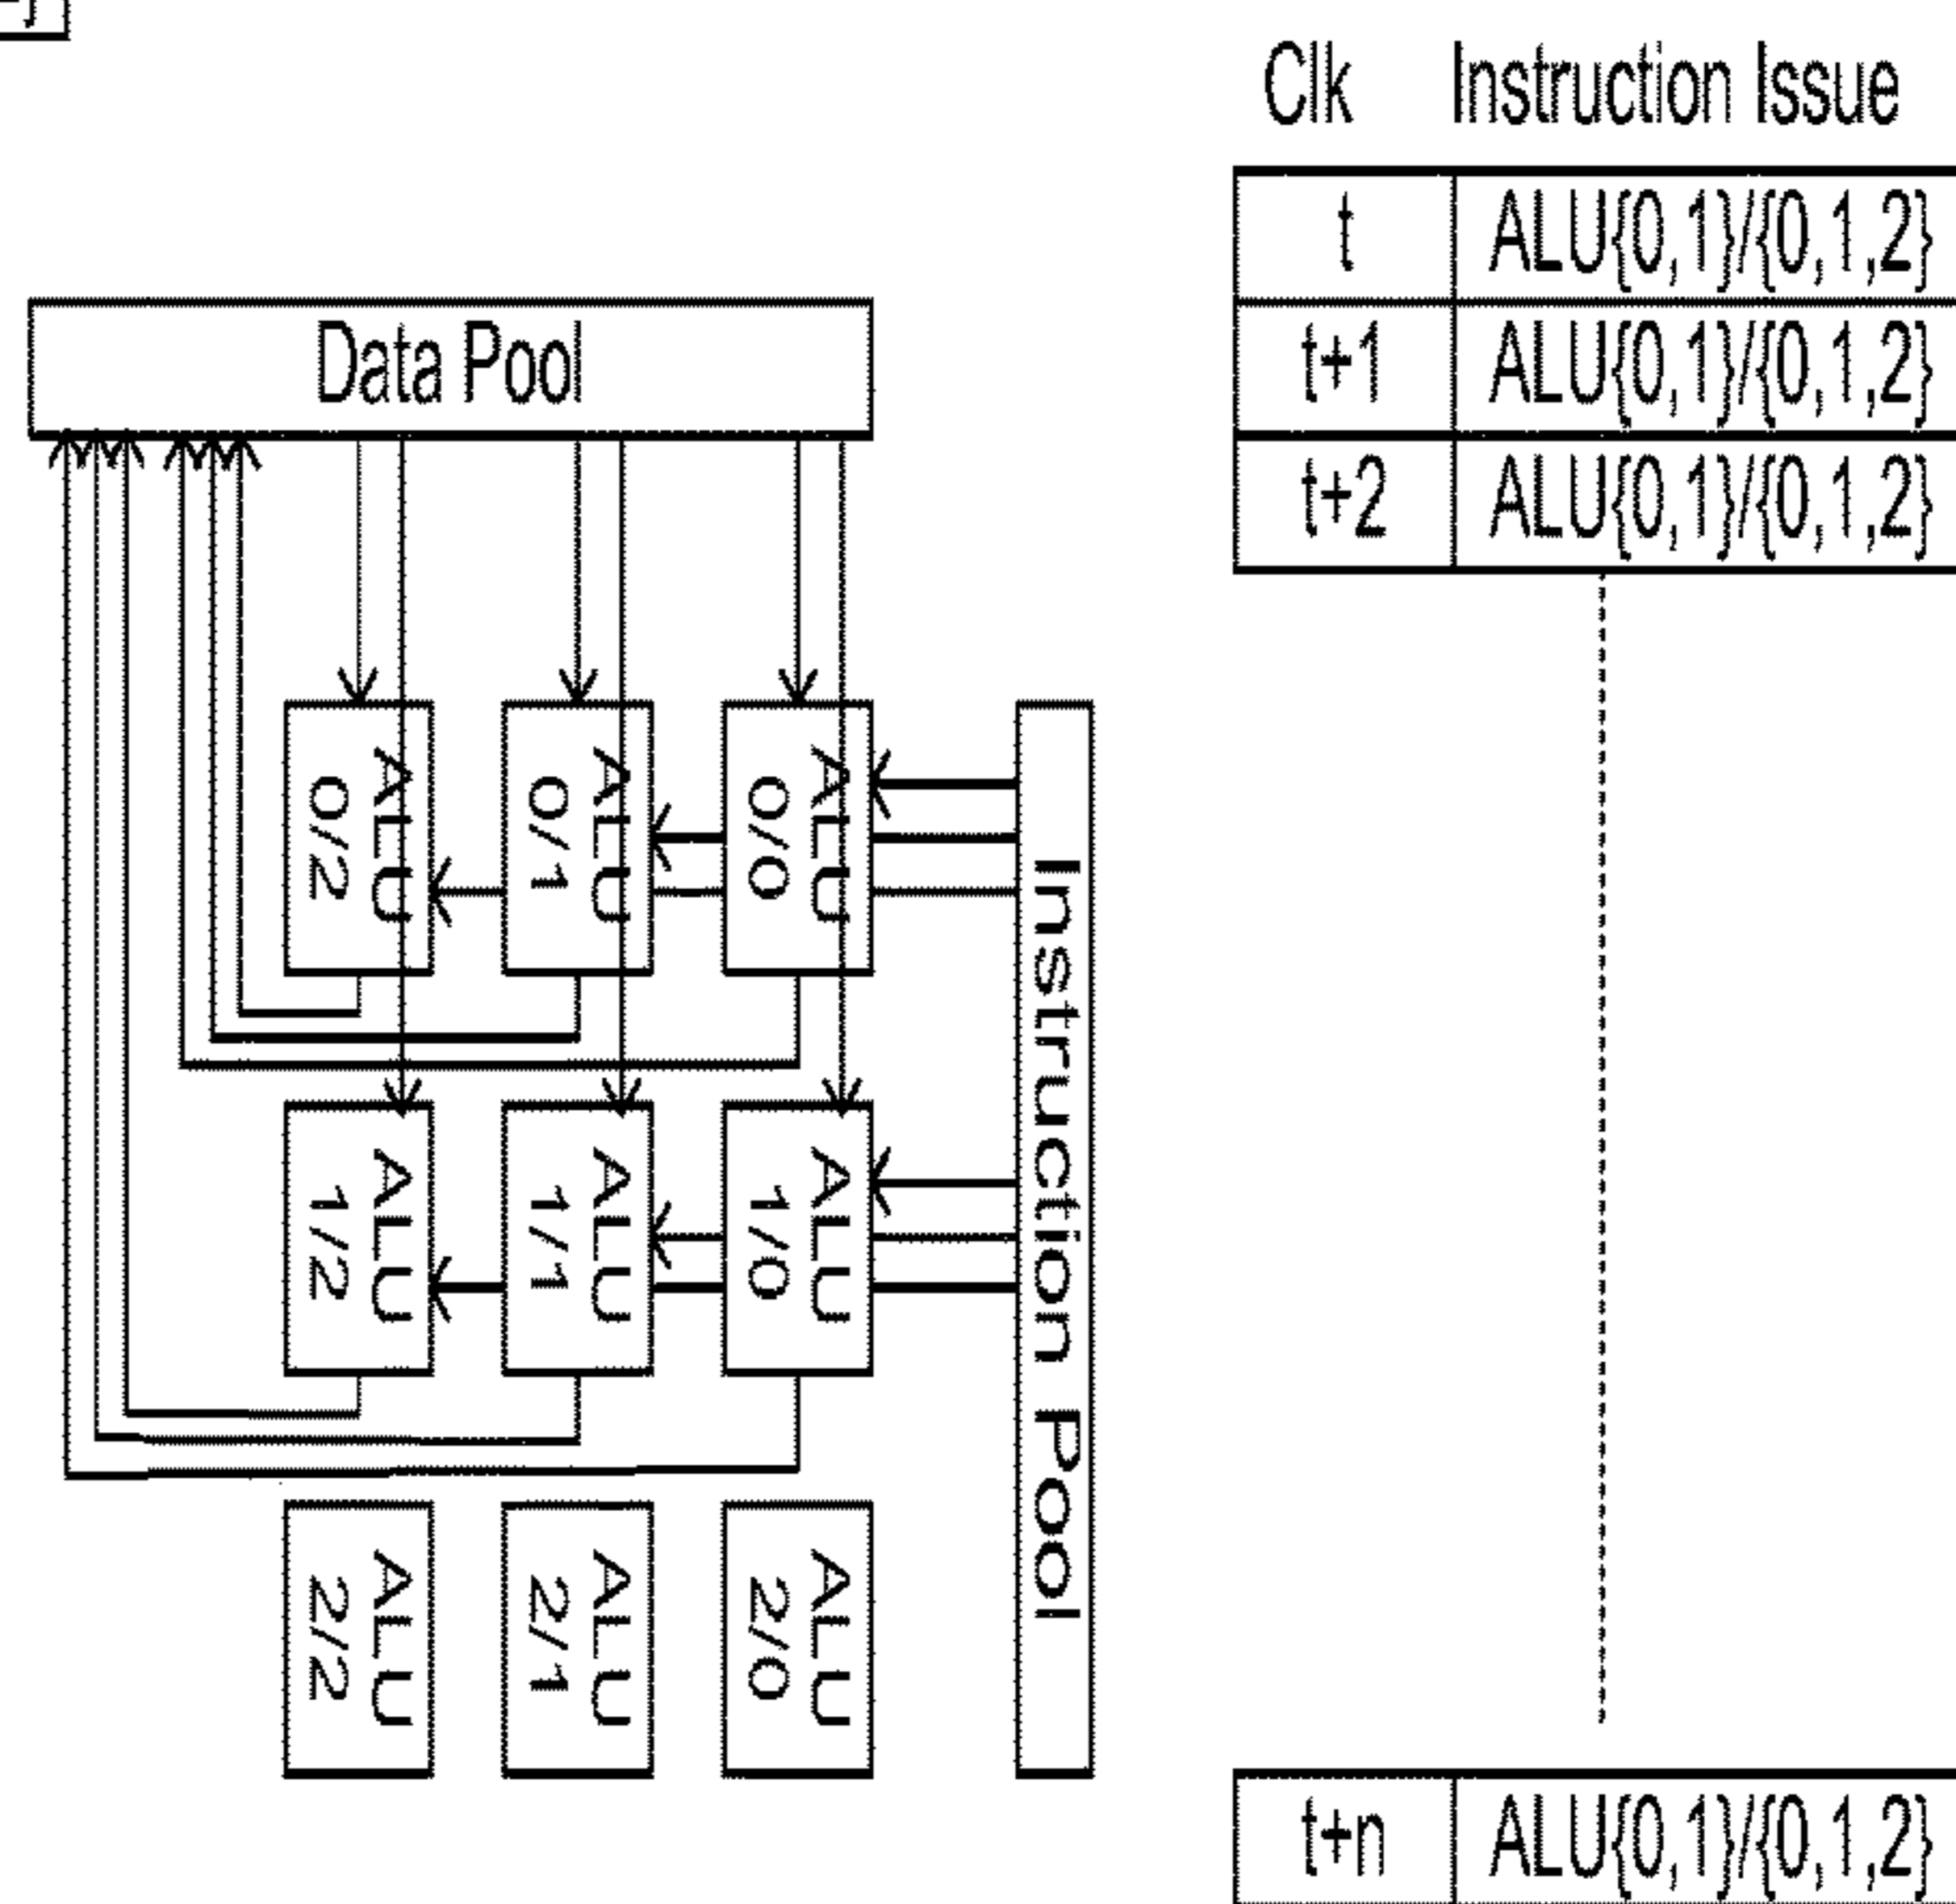 Clk Instruction Issue
t ALU{0,1}/{0,1,2}
t+1 ALU{0,1}/{0,1,2}
t+2 ALU{0,1}/{0,1,2}
Data Pool
ALU 0/2
ALU 0/1
ALU 0/0
Instruction Pool
ALU 1/2
ALU 1/1
ALU 1/0
ALU 2/2
ALU 2/1
ALU 2/0
t+n ALU{0,1}/{0,1,2}